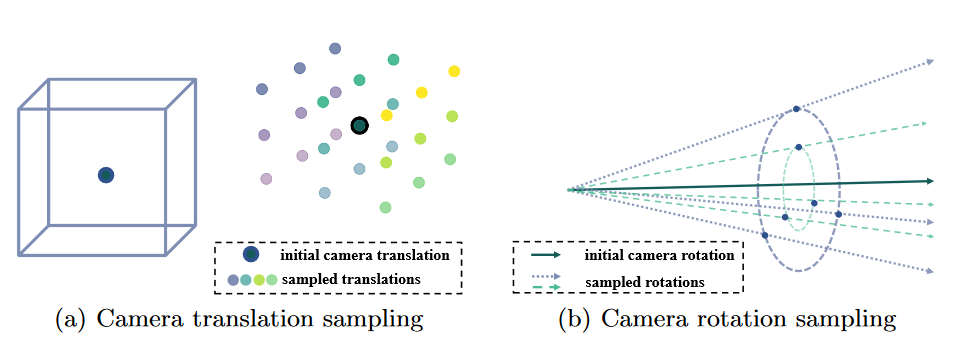 initial camera translation
sampled translations
initial camera rotation
sampled rotations
(a) Camera translation sampling
(b) Camera rotation sampling